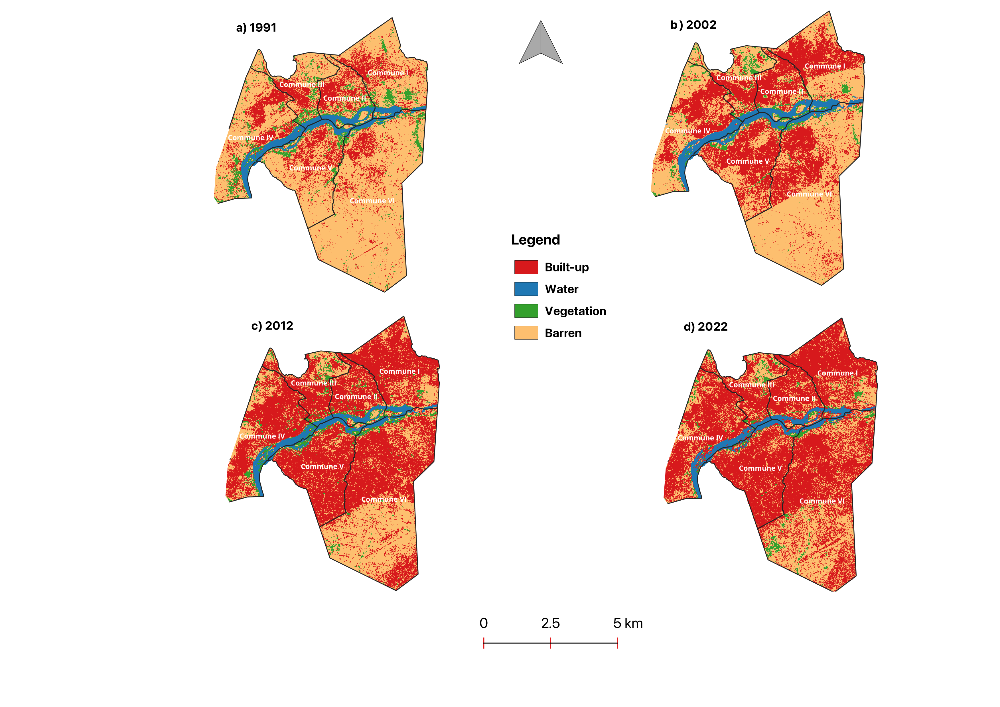 a) 1991
Commune I
Commune III
Commune II
Commune IV
Commune V
Commune VI
b) 2002
Commune I
Commune III
Commune II
Commune IV
Commune V
Commune VI
Legend
Built-up
Water
Vegetation
Barren
c) 2012
Commune I
Commune III
Commune II
Commune IV
Commune V
Commune VI
d) 2022
Commune I
Commune III
Commune II
Commune IV
Commune V
Commune VI
0 2.5 5 km